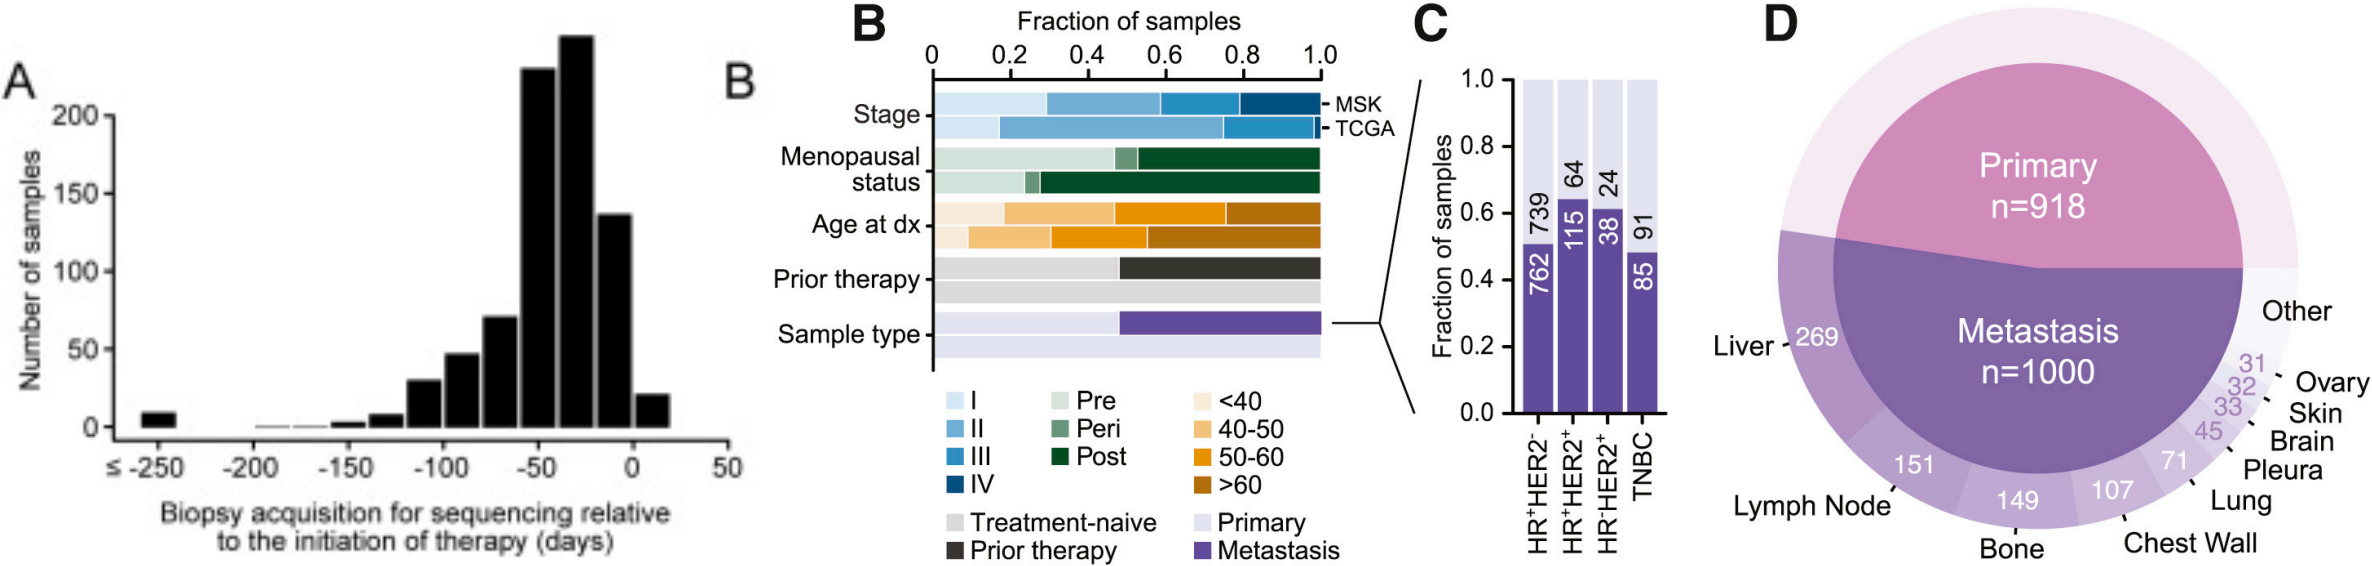 A
200
150
100
50
0
Number of samples
≤ -250
-200
-150
-100
-50
0
50
Biopsy acquisition for sequencing relative
to the initiation of therapy (days)
B
B
Fraction of samples
0
0.2
0.4
0.6
0.8
1.0
Stage
MSK
TCGA
Menopausal
status
Age at dx
Prior therapy
Sample type
I
II
III
IV
Pre
Peri
Post
<40
40-50
50-60
>60
Treatment-naive
Prior therapy
Primary
Metastasis
C
Fraction of samples
1.0
0.8
0.6
0.4
0.2
0.0
739
762
64
115
24
38
91
85
HR⁺HER2⁻
HR⁺HER2⁺
HR⁻HER2⁺
TNBC
D
Primary
n=918
Metastasis
n=1000
Liver
269
Lymph Node
151
Bone
149
Chest Wall
107
Lung
71
Pleura
45
Brain
33
Skin
32
Ovary
31
Other